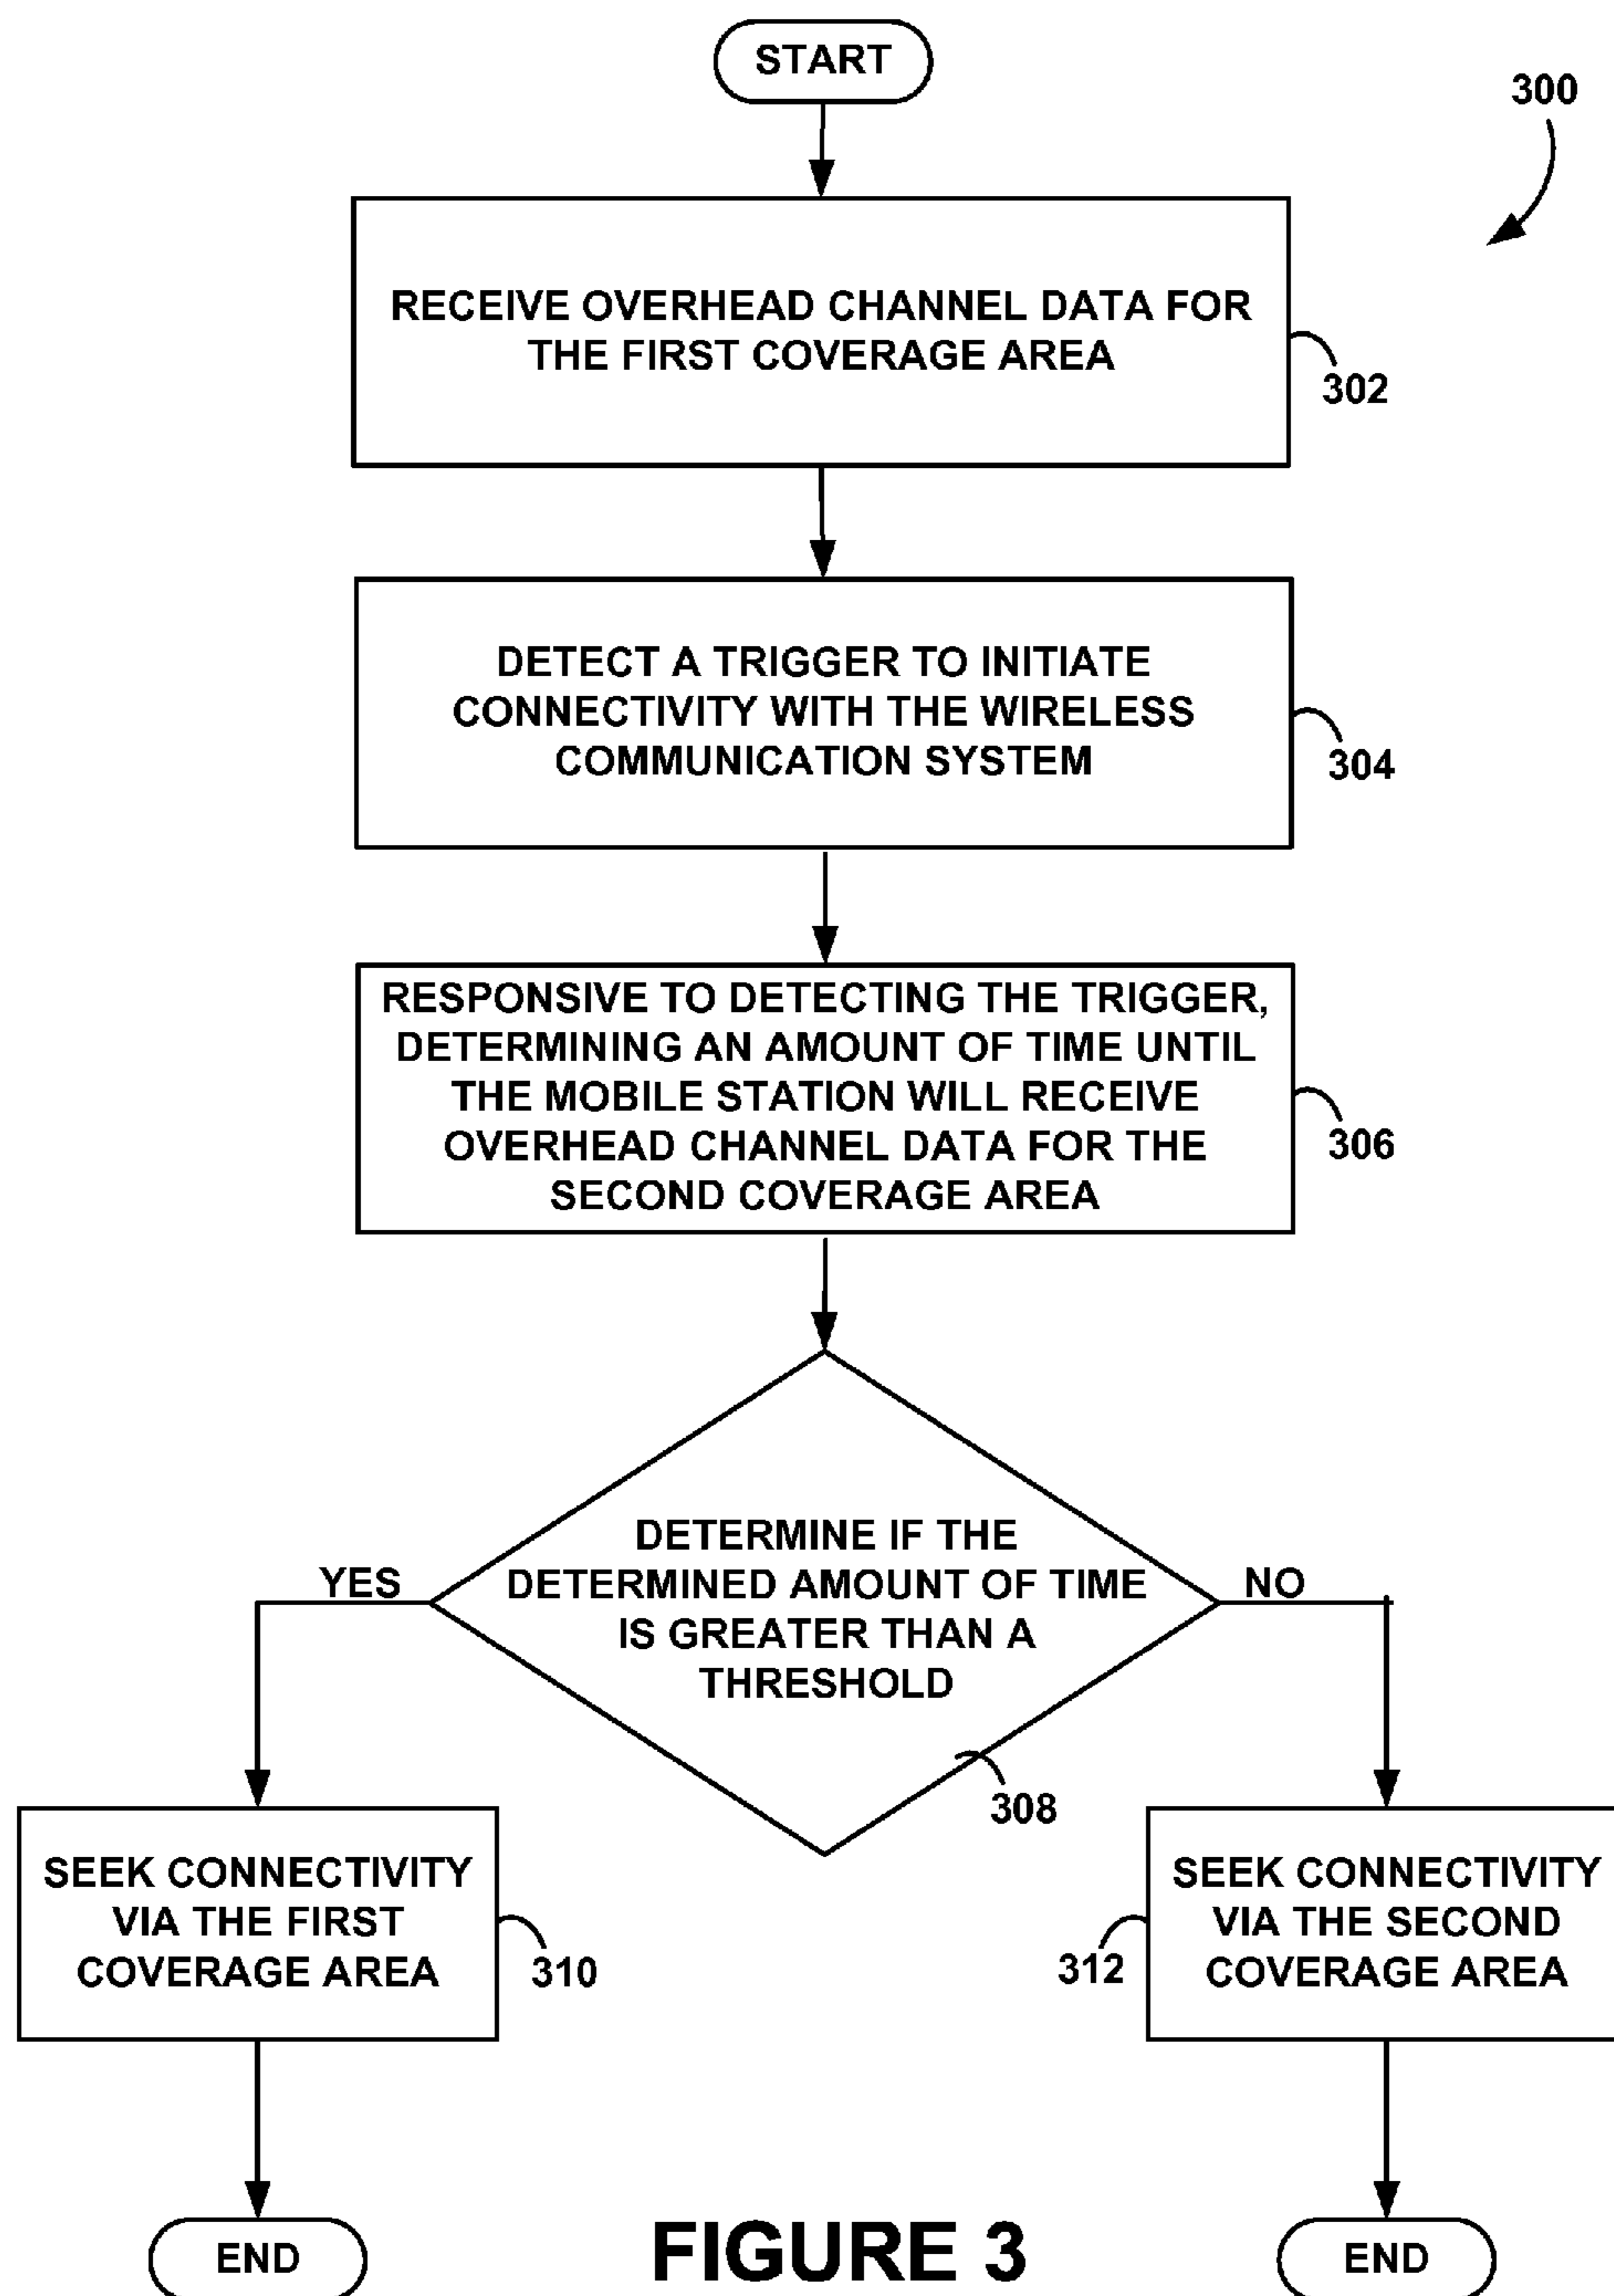 START
300
RECEIVE OVERHEAD CHANNEL DATA FOR
THE FIRST COVERAGE AREA
302
DETECT A TRIGGER TO INITIATE
CONNECTIVITY WITH THE WIRELESS
COMMUNICATION SYSTEM
304
RESPONSIVE TO DETECTING THE TRIGGER,
DETERMINING AN AMOUNT OF TIME UNTIL
THE MOBILE STATION WILL RECEIVE
OVERHEAD CHANNEL DATA FOR THE
SECOND COVERAGE AREA
306
DETERMINE IF THE
DETERMINED AMOUNT OF TIME
IS GREATER THAN A
THRESHOLD
YES
NO
308
SEEK CONNECTIVITY
VIA THE FIRST
COVERAGE AREA
310
312
SEEK CONNECTIVITY
VIA THE SECOND
COVERAGE AREA
END
FIGURE 3
END